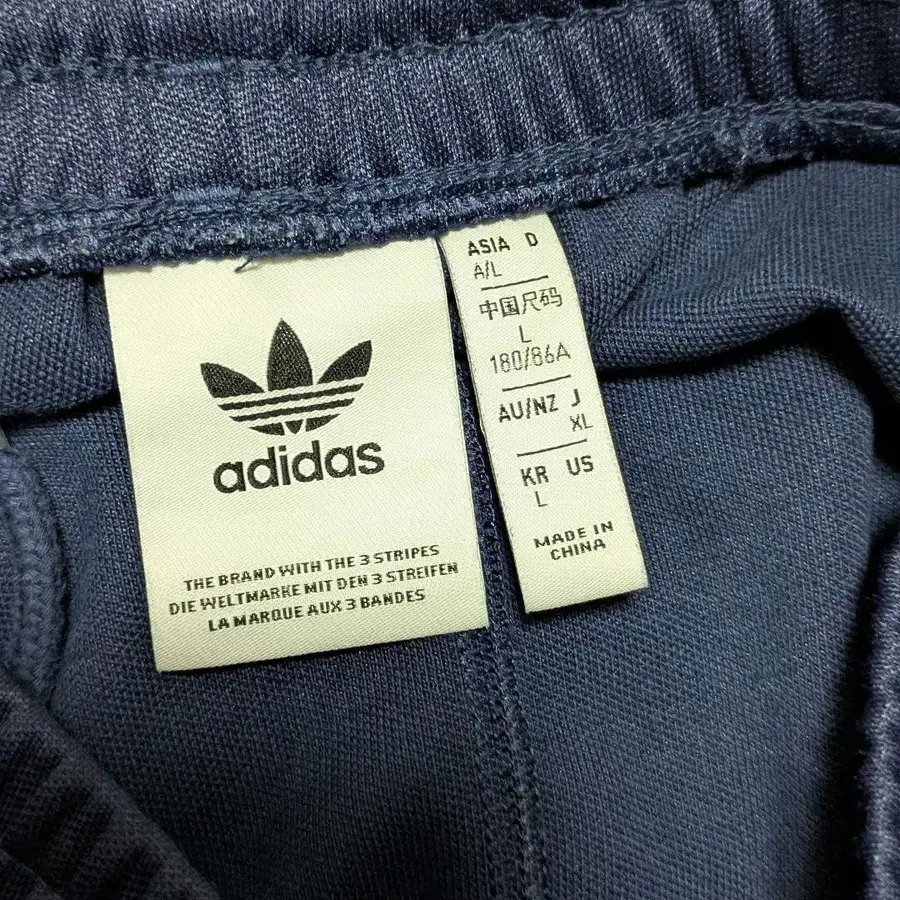 adidas
THE BRAND WITH THE 3 STRIPES
DIE WELTMARKE MIT DEN 3 STREIFEN
LA MARQUE AUX 3 BANDES
ASIA D
A/L
中国尺码
L
180/86A
AU/NZ J
XL
KR US
L
MADE IN
CHINA